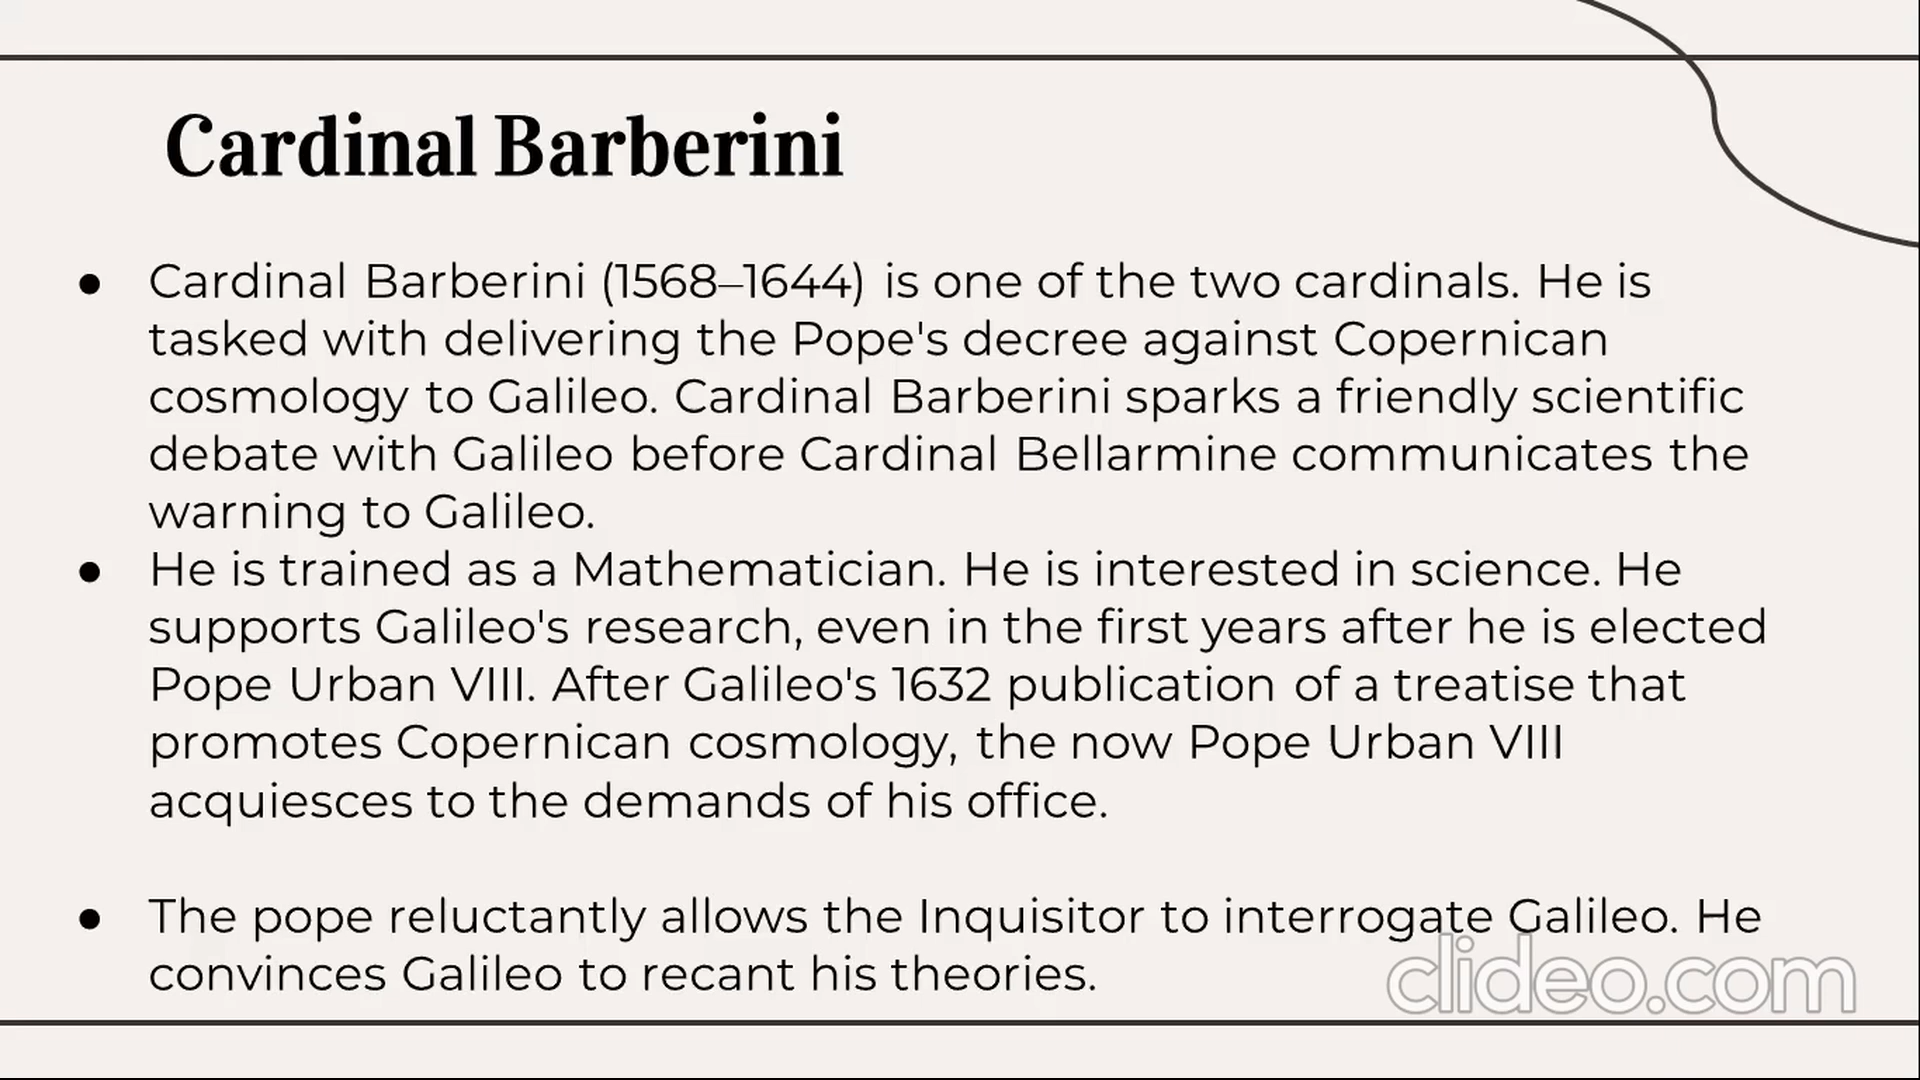 Cardinal Barberini
● Cardinal Barberini (1568–1644) is one of the two cardinals. He is
tasked with delivering the Pope's decree against Copernican
cosmology to Galileo. Cardinal Barberini sparks a friendly scientific
debate with Galileo before Cardinal Bellarmine communicates the
warning to Galileo.
● He is trained as a Mathematician. He is interested in science. He
supports Galileo's research, even in the first years after he is elected
Pope Urban VIII. After Galileo's 1632 publication of a treatise that
promotes Copernican cosmology, the now Pope Urban VIII
acquiesces to the demands of his office.
● The pope reluctantly allows the Inquisitor to interrogate Galileo. He
convinces Galileo to recant his theories.
clideo.com